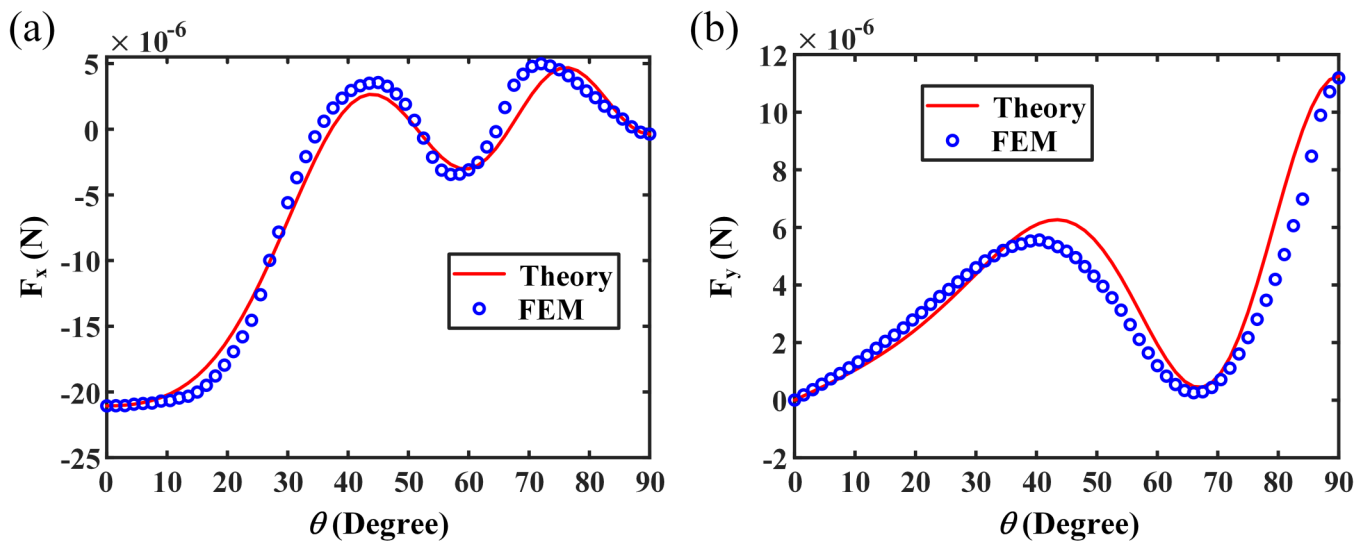 (a)
× 10⁻⁶
5
0
-5
-10
-15
-20
-25
Fₓ (N)
Theory
FEM
0 10 20 30 40 50 60 70 80 90
θ (Degree)
(b)
× 10⁻⁶
12
10
8
6
4
2
0
-2
F_y (N)
Theory
FEM
0 10 20 30 40 50 60 70 80 90
θ (Degree)